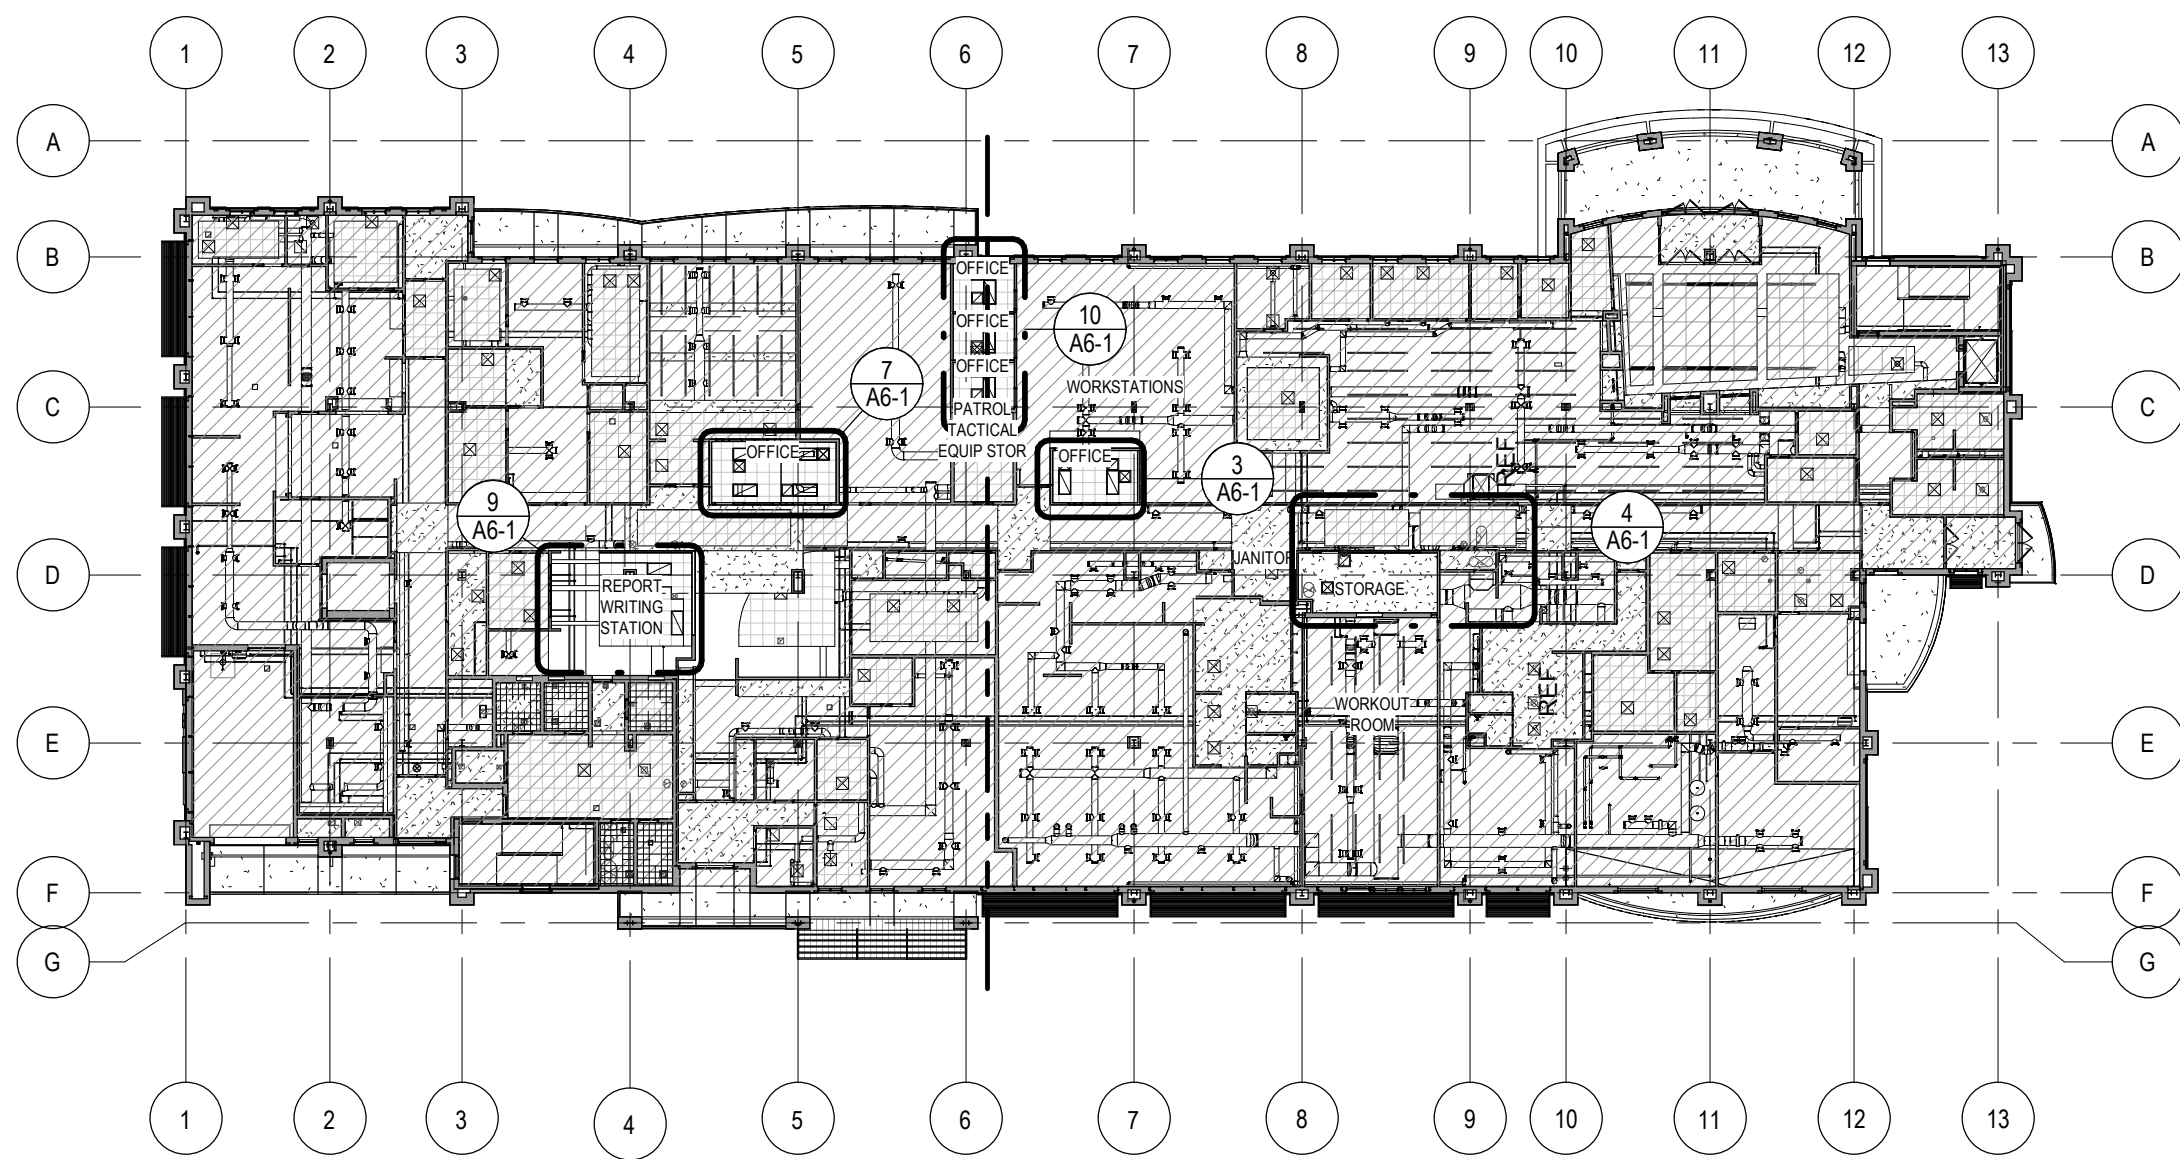 1 2 3 4 5 6 7 8 9 10 11 12 13
A A
B B
OFFICE
OFFICE
10
A6-1
OFFICE
7
A6-1
WORKSTATIONS
C C
PATROL
TACTICAL
EQUIP STOR
OFFICE
OFFICE
REF
3
A6-1
9
A6-1
4
A6-1
JANITOR
D D
STORAGE
REPORT
WRITING
STATION
REF
WORKOUT
ROOM
E E
F F
G G
1 2 3 4 5 6 7 8 9 10 11 12 13